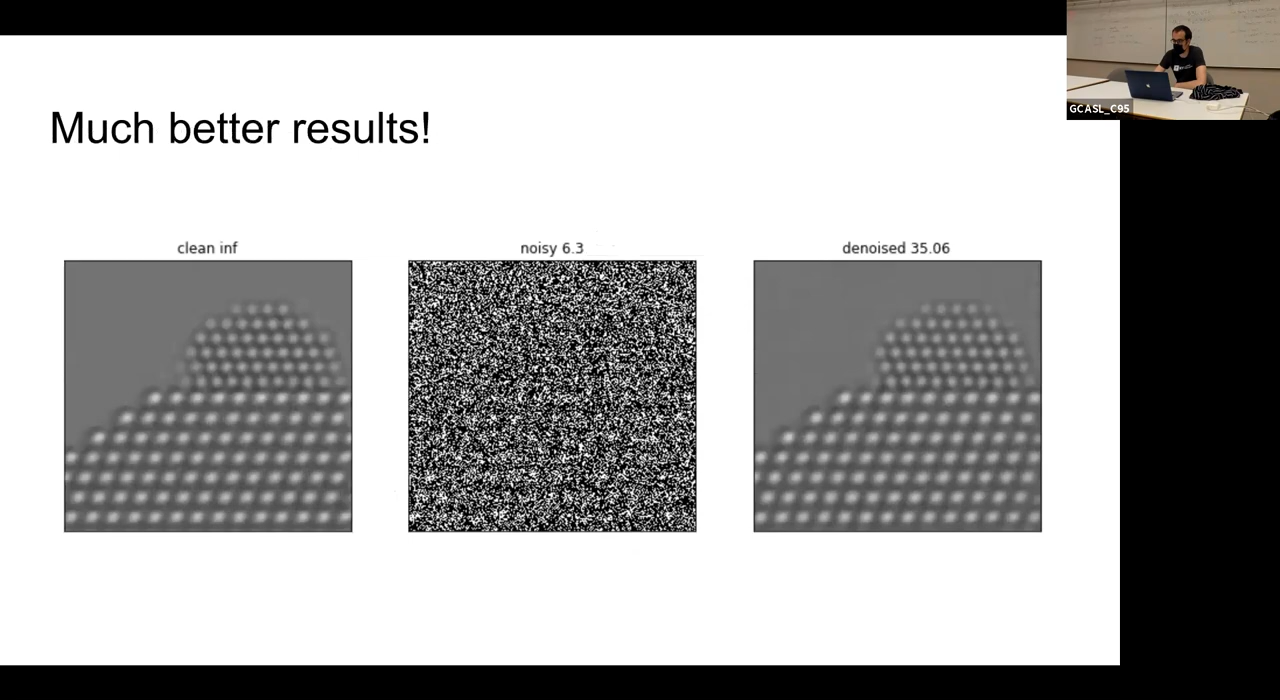 Much better results!
clean inf
noisy 6.3
denoised 35.06
GCASL_C95